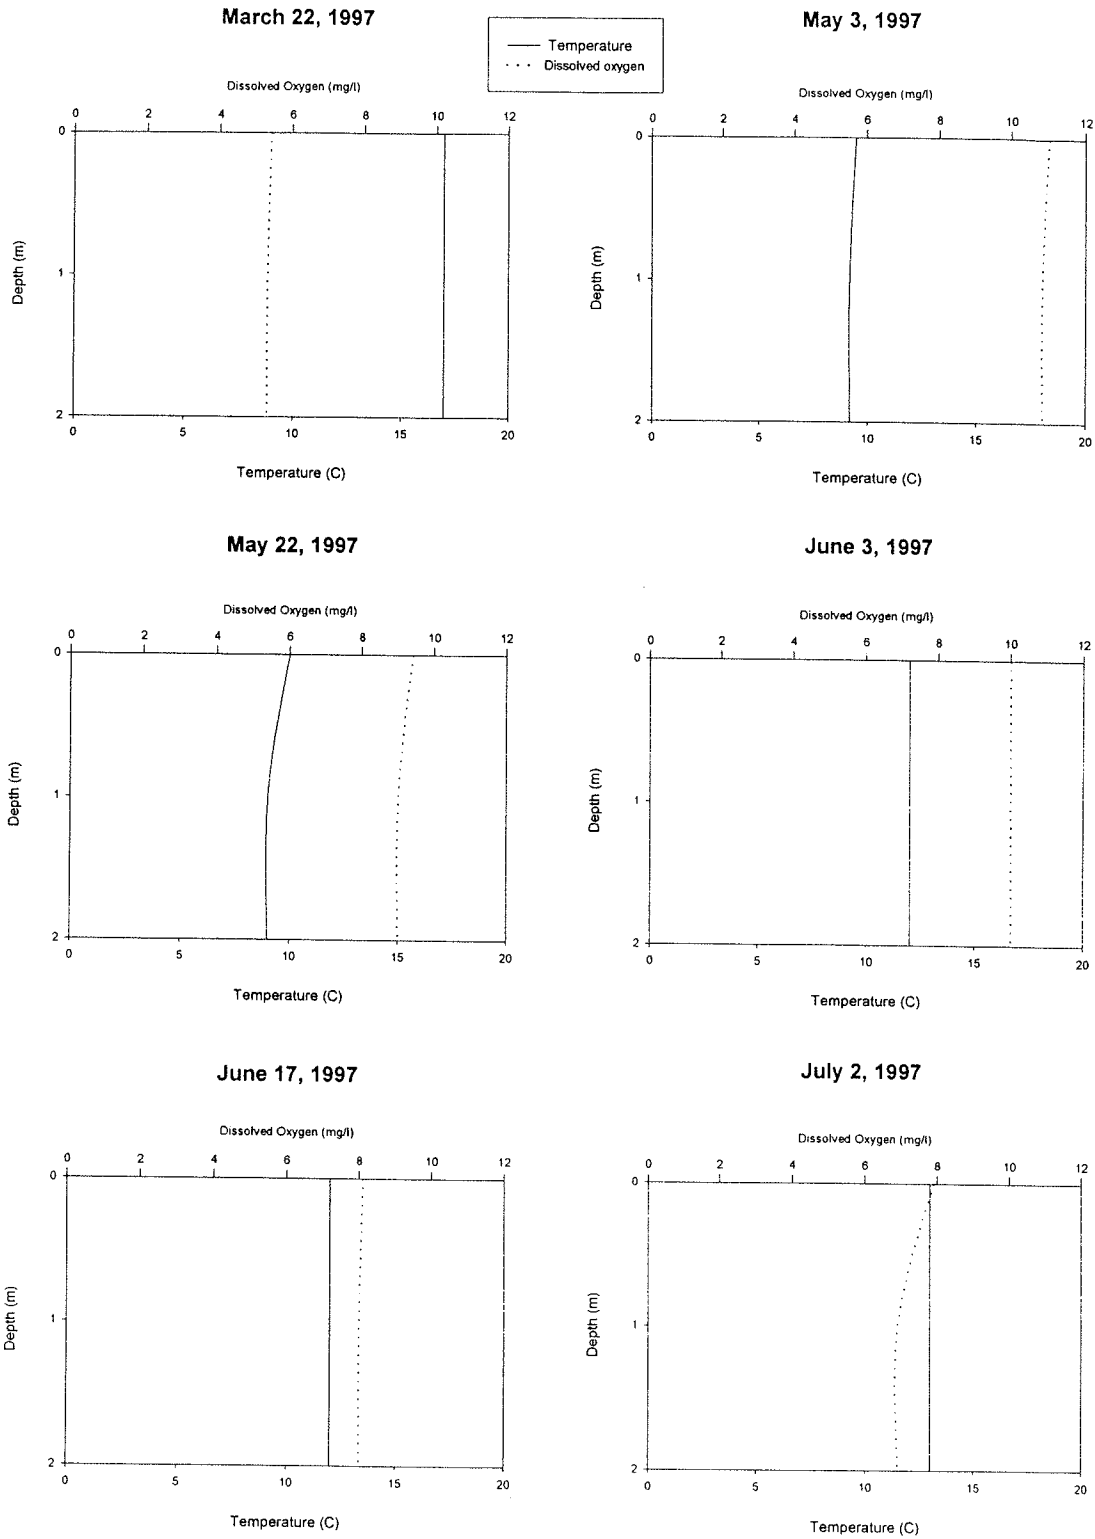 March 22, 1997
May 3, 1997
Temperature
Dissolved oxygen
Dissolved Oxygen (mg/l)
0 2 4 6 8 10 12
0
1
2
Depth (m)
0 5 10 15 20
Temperature (C)
Dissolved Oxygen (mg/l)
0 2 4 6 8 10 12
0
1
2
Depth (m)
0 5 10 15 20
Temperature (C)
May 22, 1997
Dissolved Oxygen (mg/l)
0 2 4 6 8 10 12
0
1
2
Depth (m)
0 5 10 15 20
Temperature (C)
June 3, 1997
Dissolved Oxygen (mg/l)
0 2 4 6 8 10 12
0
1
2
Depth (m)
0 5 10 15 20
Temperature (C)
June 17, 1997
Dissolved Oxygen (mg/l)
0 2 4 6 8 10 12
0
1
2
Depth (m)
0 5 10 15 20
Temperature (C)
July 2, 1997
Dissolved Oxygen (mg/l)
0 2 4 6 8 10 12
0
1
2
Depth (m)
0 5 10 15 20
Temperature (C)